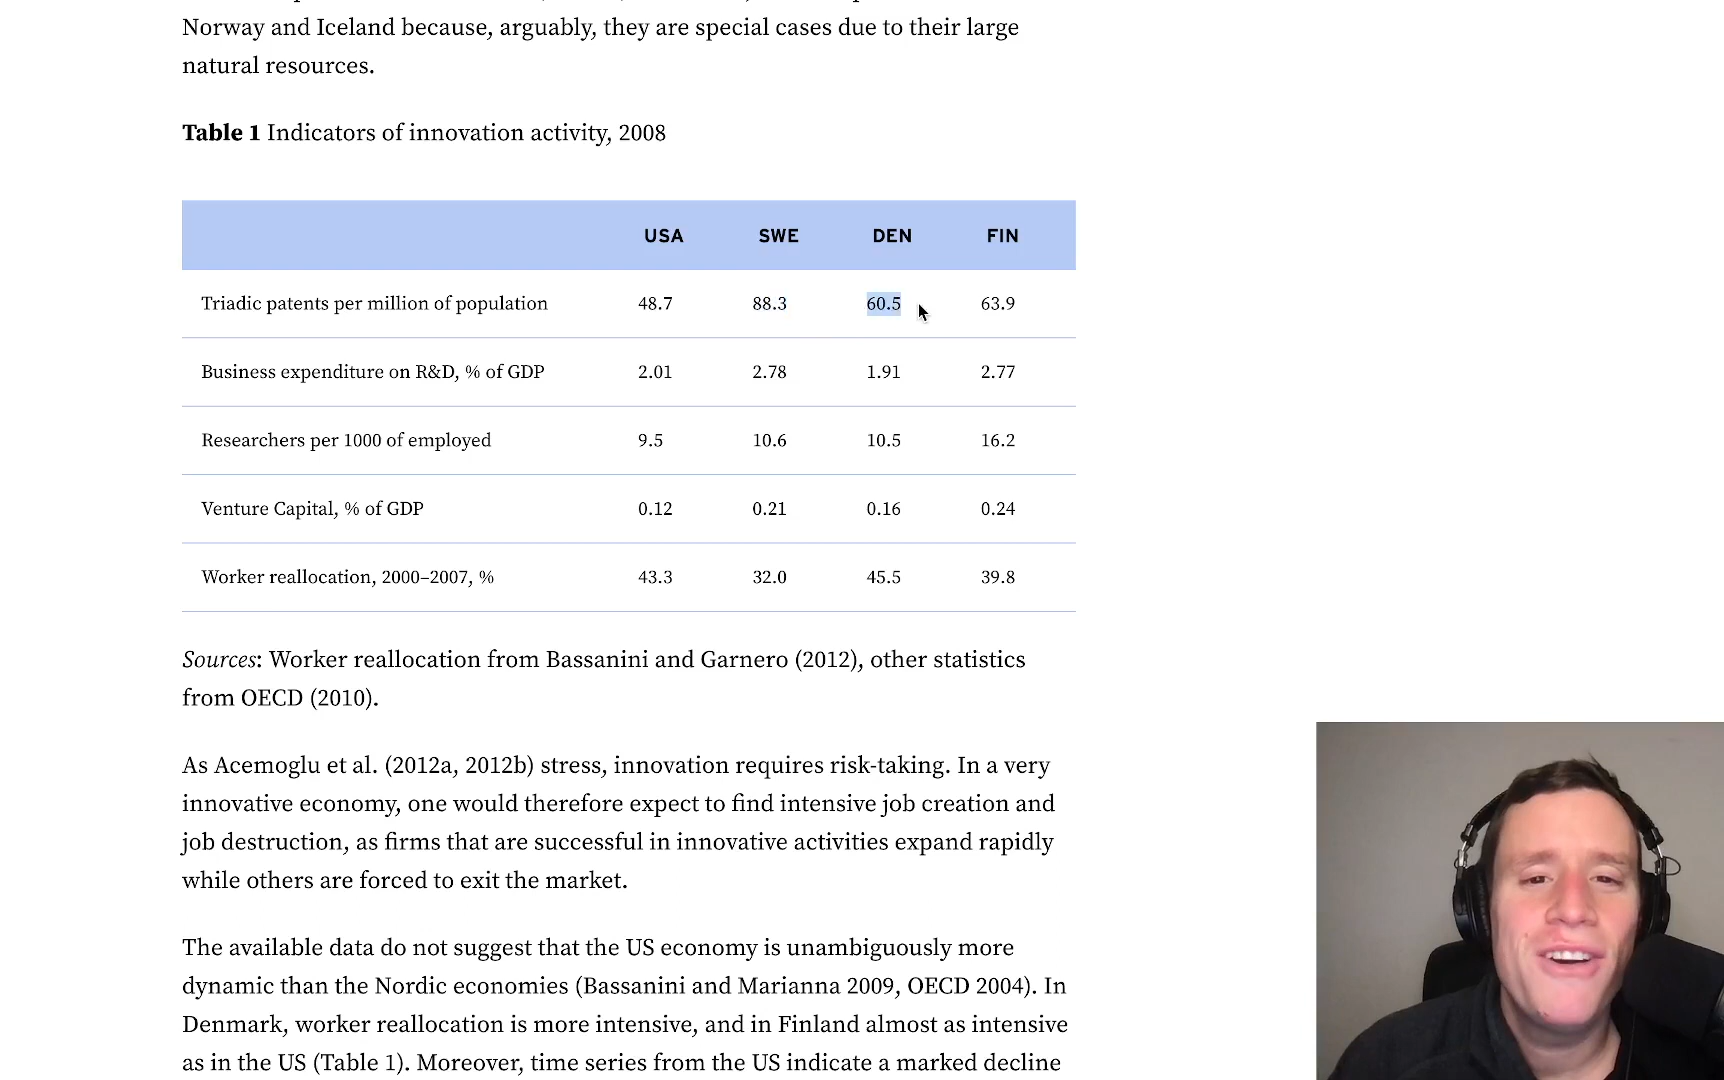 Norway and Iceland because, arguably, they are special cases due to their large
natural resources.
Table 1 Indicators of innovation activity, 2008
USA SWE DEN FIN
Triadic patents per million of population 48.7 88.3 60.5 63.9
Business expenditure on R&D, % of GDP 2.01 2.78 1.91 2.77
Researchers per 1000 of employed 9.5 10.6 10.5 16.2
Venture Capital, % of GDP 0.12 0.21 0.16 0.24
Worker reallocation, 2000–2007, % 43.3 32.0 45.5 39.8
Sources: Worker reallocation from Bassanini and Garnero (2012), other statistics
from OECD (2010).
As Acemoglu et al. (2012a, 2012b) stress, innovation requires risk-taking. In a very
innovative economy, one would therefore expect to find intensive job creation and
job destruction, as firms that are successful in innovative activities expand rapidly
while others are forced to exit the market.
The available data do not suggest that the US economy is unambiguously more
dynamic than the Nordic economies (Bassanini and Marianna 2009, OECD 2004). In
Denmark, worker reallocation is more intensive, and in Finland almost as intensive
as in the US (Table 1). Moreover, time series from the US indicate a marked decline